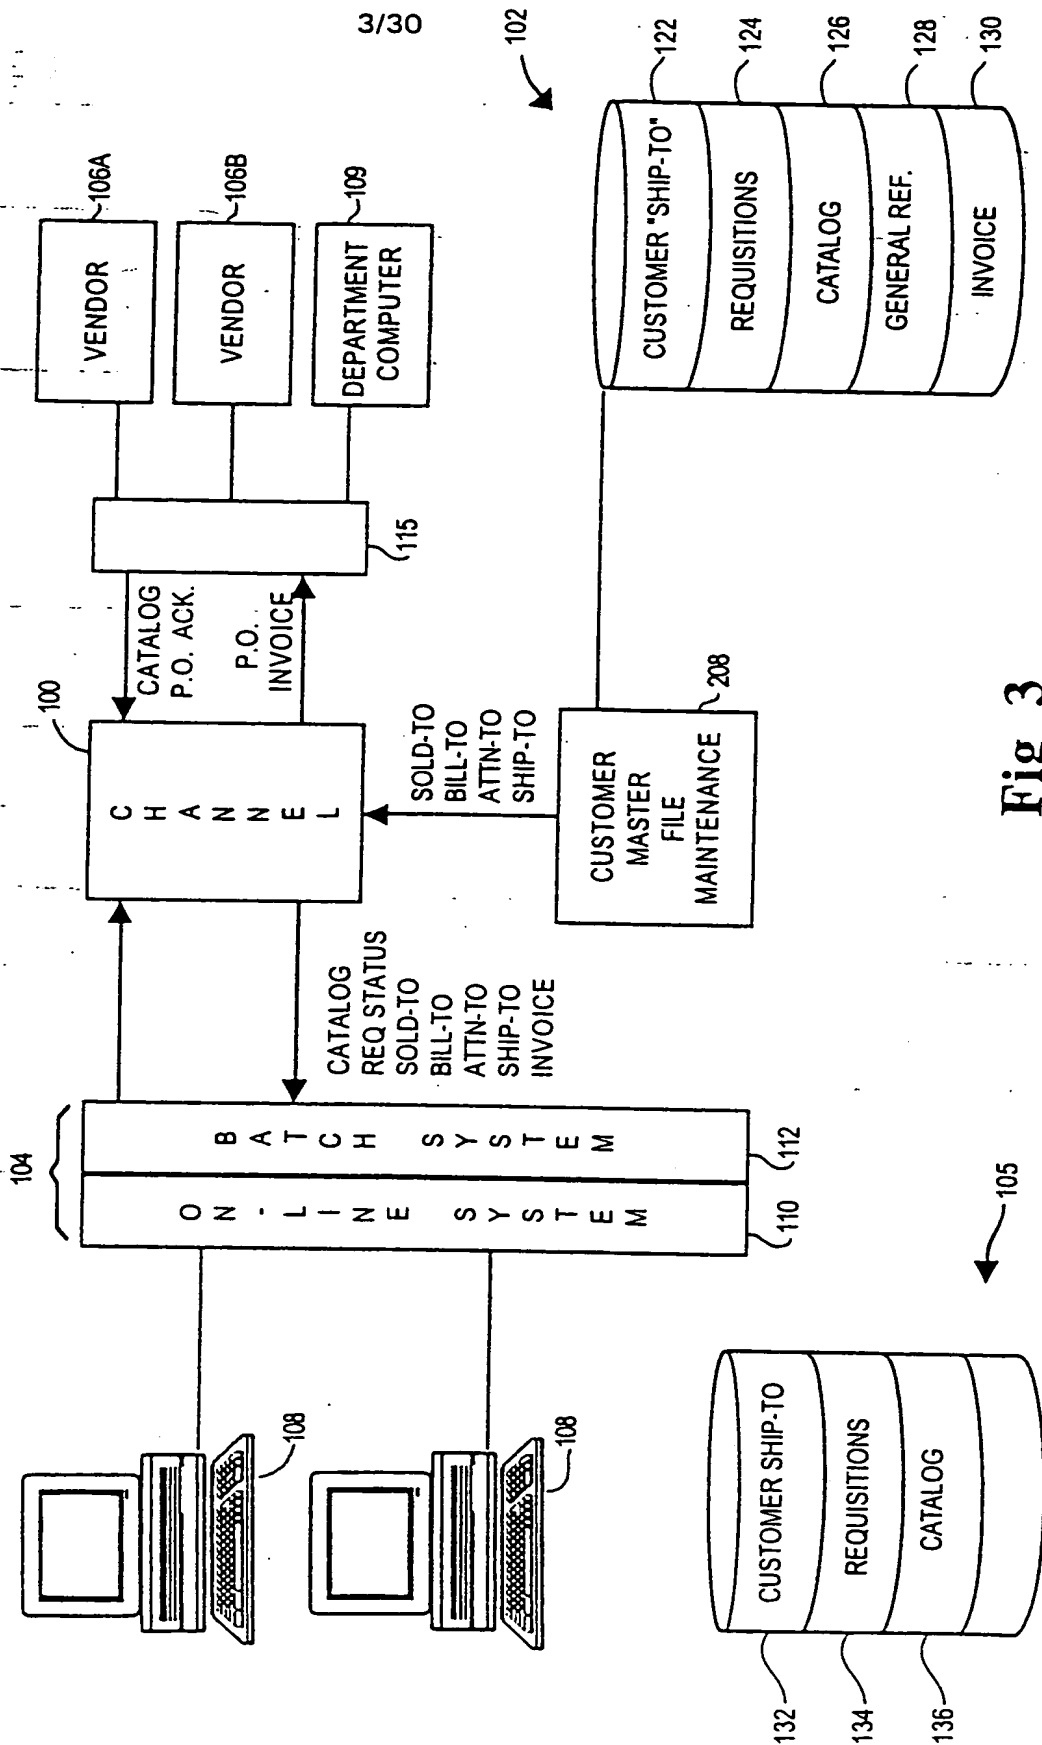 3/30
102
104
BATCH SYSTEM
ON-LINE SYSTEM
112
110
108
108
100
CHANNEL
CATALOG
P.O. ACK.
P.O.
INVOICE
115
VENDOR
106A
VENDOR
106B
DEPARTMENT
COMPUTER
109
CATALOG
REQ STATUS
SOLD-TO
BILL-TO
ATTN-TO
SHIP-TO
INVOICE
SOLD-TO
BILL-TO
ATTN-TO
SHIP-TO
CUSTOMER
MASTER
FILE
MAINTENANCE
208
CUSTOMER "SHIP-TO"
122
REQUISITIONS
124
CATALOG
126
GENERAL REF.
128
INVOICE
130
105
CUSTOMER SHIP-TO
132
REQUISITIONS
134
CATALOG
136
Fig 3